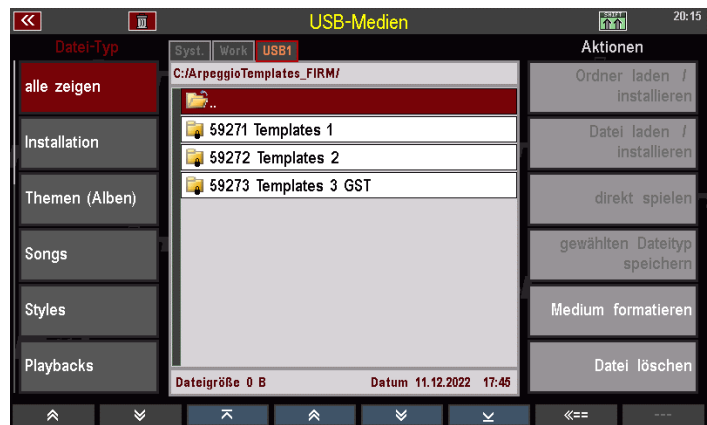 USB-Medien
SHIFT
20:15
Datei-Typ
Syst. Work USB1
Aktionen
C:/ArpeggioTemplates_FIRM/
alle zeigen
Installation
Themen (Alben)
Songs
Styles
Playbacks
..
59271 Templates 1
59272 Templates 2
59273 Templates 3 GST
Dateigröße 0 B
Datum 11.12.2022 17:45
Ordner laden /
installieren
Datei laden /
installieren
direkt spielen
gewählten Dateityp
speichern
Medium formatieren
Datei löschen
«==
---